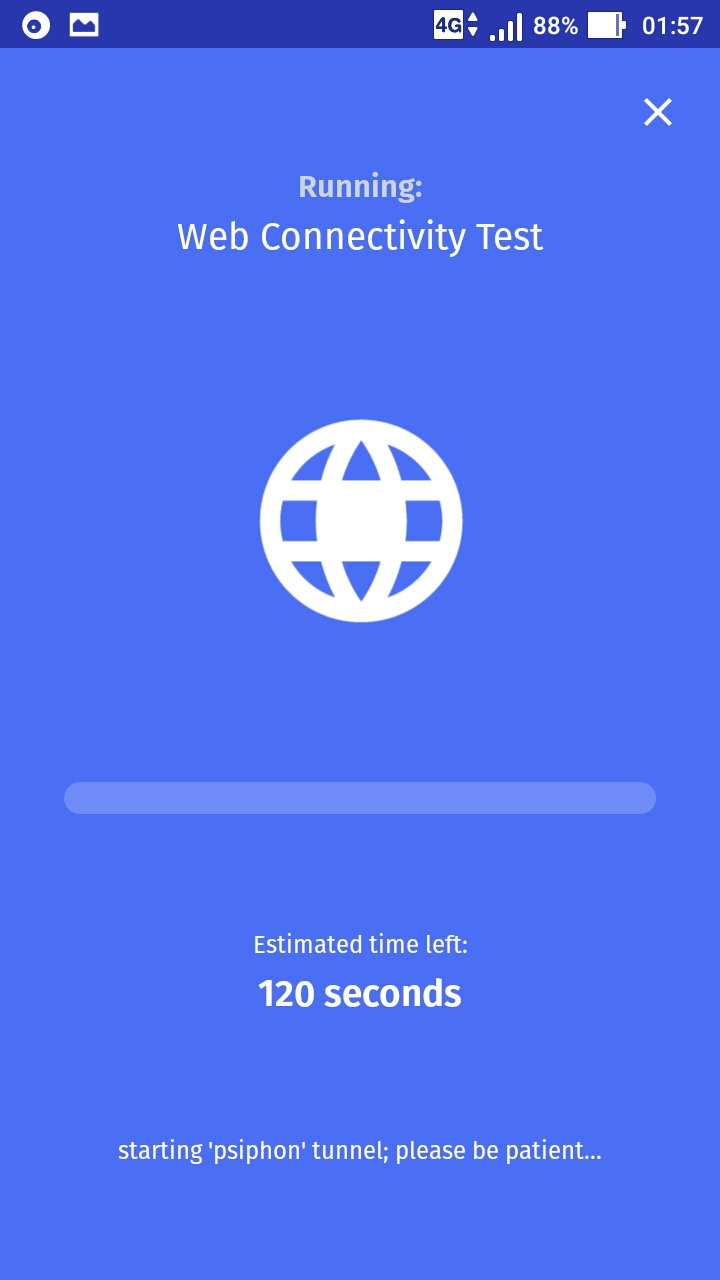 4G 88% 01:57
Running:
Web Connectivity Test
Estimated time left:
120 seconds
starting 'psiphon' tunnel; please be patient...